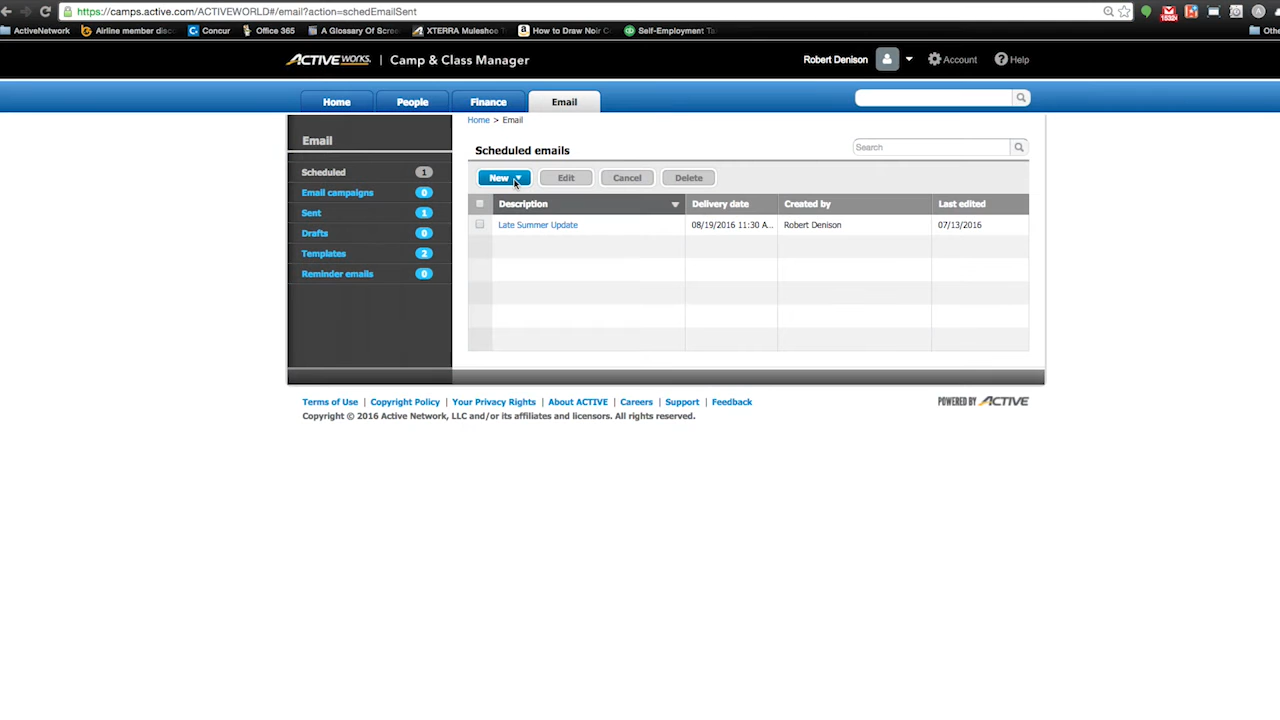 https://camps.active.com/ACTIVEWORLD#/email?action=schedEmailSent
15324
ActiveNetwork Airline member disc Concur Office 365 A Glossary Of Scre XTERRA Muleshoe How to Draw Noir C Self-Employment Ta Othe
ACTIVEWORKS. | Camp & Class Manager
Robert Denison Account Help
Home People Finance Email
Home > Email
Email
Scheduled emails
Search
Scheduled 1
Email campaigns 0
Sent 1
Drafts 0
Templates 2
Reminder emails 0
New Edit Cancel Delete
Description Delivery date Created by Last edited
Late Summer Update 08/19/2016 11:30 A... Robert Denison 07/13/2016
Terms of Use | Copyright Policy | Your Privacy Rights | About ACTIVE | Careers | Support | Feedback
POWERED BY ACTIVE
Copyright © 2016 Active Network, LLC and/or its affiliates and licensors. All rights reserved.